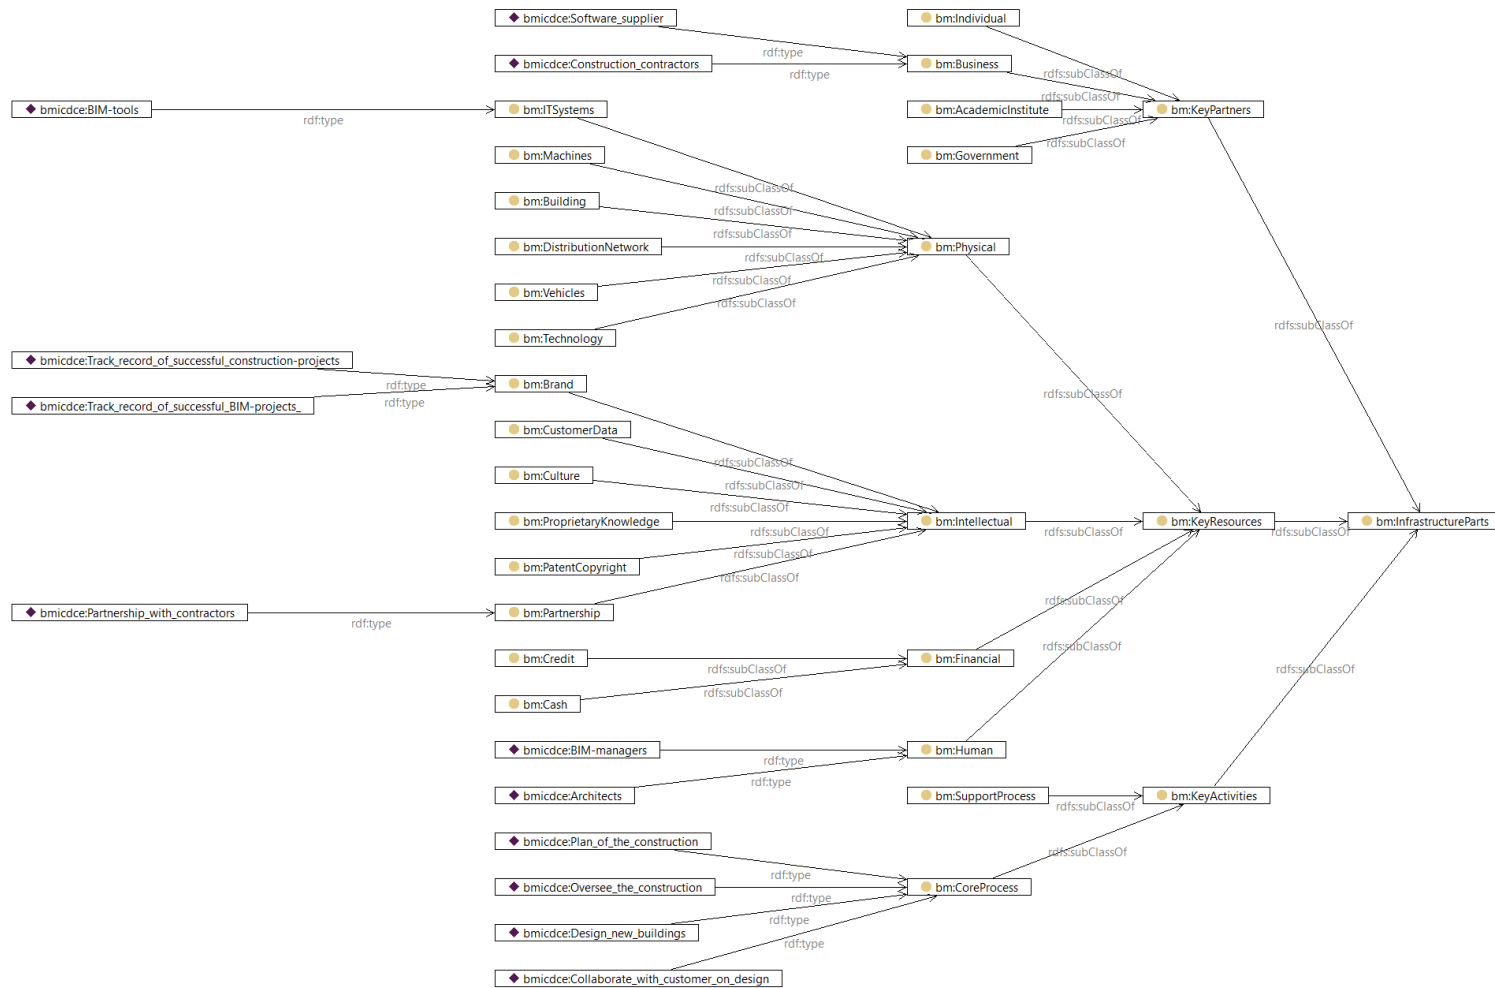 bmicdce:Software_supplier
bm:Individual
rdf:type
bmicdce:Construction_contractors
bm:Business
rdf:type
rdfs:subClassOf
rdfs:subClassOf
bmicdce:BIM-tools
rdf:type
bm:ITSystems
bm:AcademicInstitute
rdfs:subClassOf
bm:KeyPartners
bm:Machines
bm:Government
rdfs:subClassOf
rdfs:subClassOf
bm:Building
rdfs:subClassOf
rdfs:subClassOf
bm:DistributionNetwork
bm:Physical
rdfs:subClassOf
rdfs:subClassOf
bm:Vehicles
rdfs:subClassOf
rdfs:subClassOf
bm:Technology
bmicdce:Track_record_of_successful_construction-projects
rdf:type
bm:Brand
rdfs:subClassOf
bmicdce:Track_record_of_successful_BIM-projects_
rdf:type
bm:CustomerData
rdfs:subClassOf
bm:Culture
rdfs:subClassOf
rdfs:subClassOf
bm:ProprietaryKnowledge
bm:Intellectual
bm:KeyResources
bm:InfrastructureParts
rdfs:subClassOf
rdfs:subClassOf
rdfs:subClassOf
rdfs:subClassOf
bm:PatentCopyright
rdfs:subClassOf
bmicdce:Partnership_with_contractors
rdf:type
bm:Partnership
rdfs:subClassOf
bm:Credit
bm:Financial
rdfs:subClassOf
rdfs:subClassOf
rdfs:subClassOf
bm:Cash
rdfs:subClassOf
bmicdce:BIM-managers
bm:Human
rdf:type
rdf:type
bmicdce:Architects
bm:SupportProcess
rdfs:subClassOf
bm:KeyActivities
bmicdce:Plan_of_the_construction
rdfs:subClassOf
rdf:type
bmicdce:Oversee_the_construction
bm:CoreProcess
rdf:type
rdf:type
bmicdce:Design_new_buildings
rdf:type
bmicdce:Collaborate_with_customer_on_design